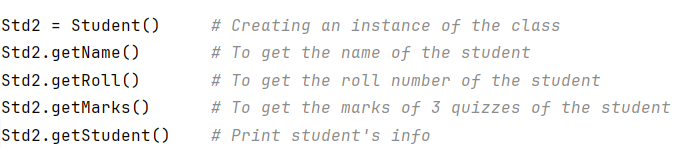 Std2 = Student()     # Creating an instance of the class
Std2.getName()       # To get the name of the student
Std2.getRoll()       # To get the roll number of the student
Std2.getMarks()      # To get the marks of 3 quizzes of the student
Std2.getStudent()    # Print student's info